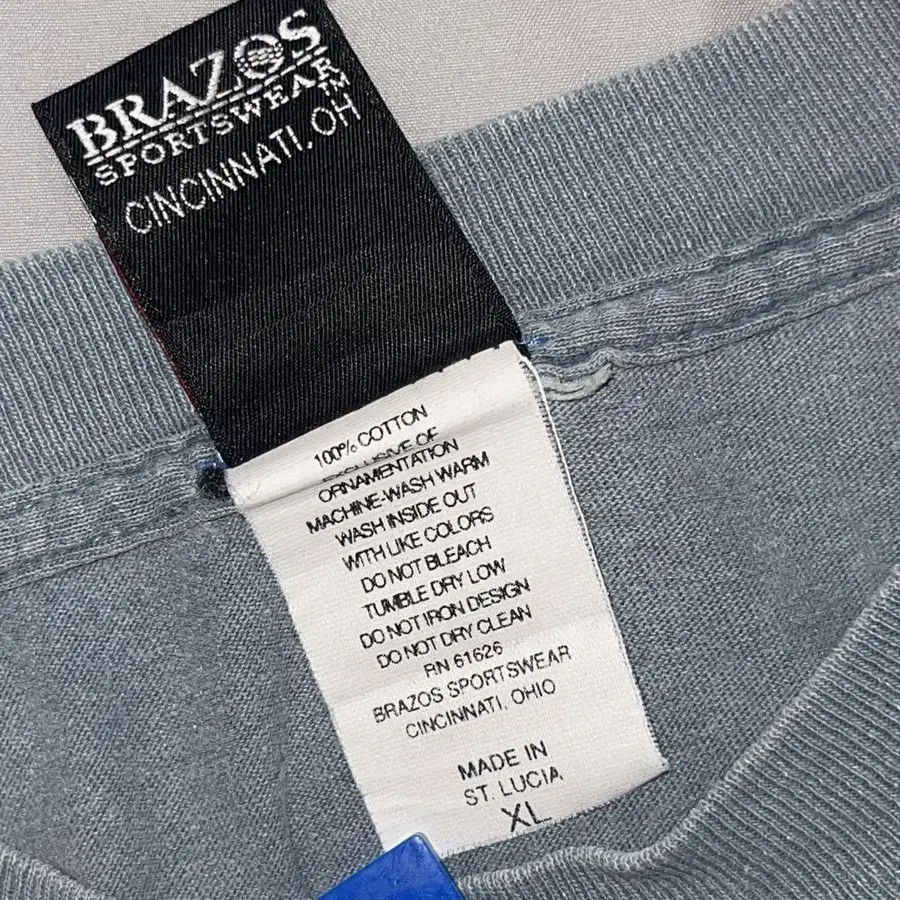 BRAZOS
SPORTSWEAR™
CINCINNATI, OH
100% COTTON
EXCLUSIVE OF
ORNAMENTATION
MACHINE-WASH WARM
WASH INSIDE OUT
WITH LIKE COLORS
DO NOT BLEACH
TUMBLE DRY LOW
DO NOT IRON DESIGN
DO NOT DRY CLEAN
RN 61626
BRAZOS SPORTSWEAR
CINCINNATI, OHIO
MADE IN
ST. LUCIA
XL